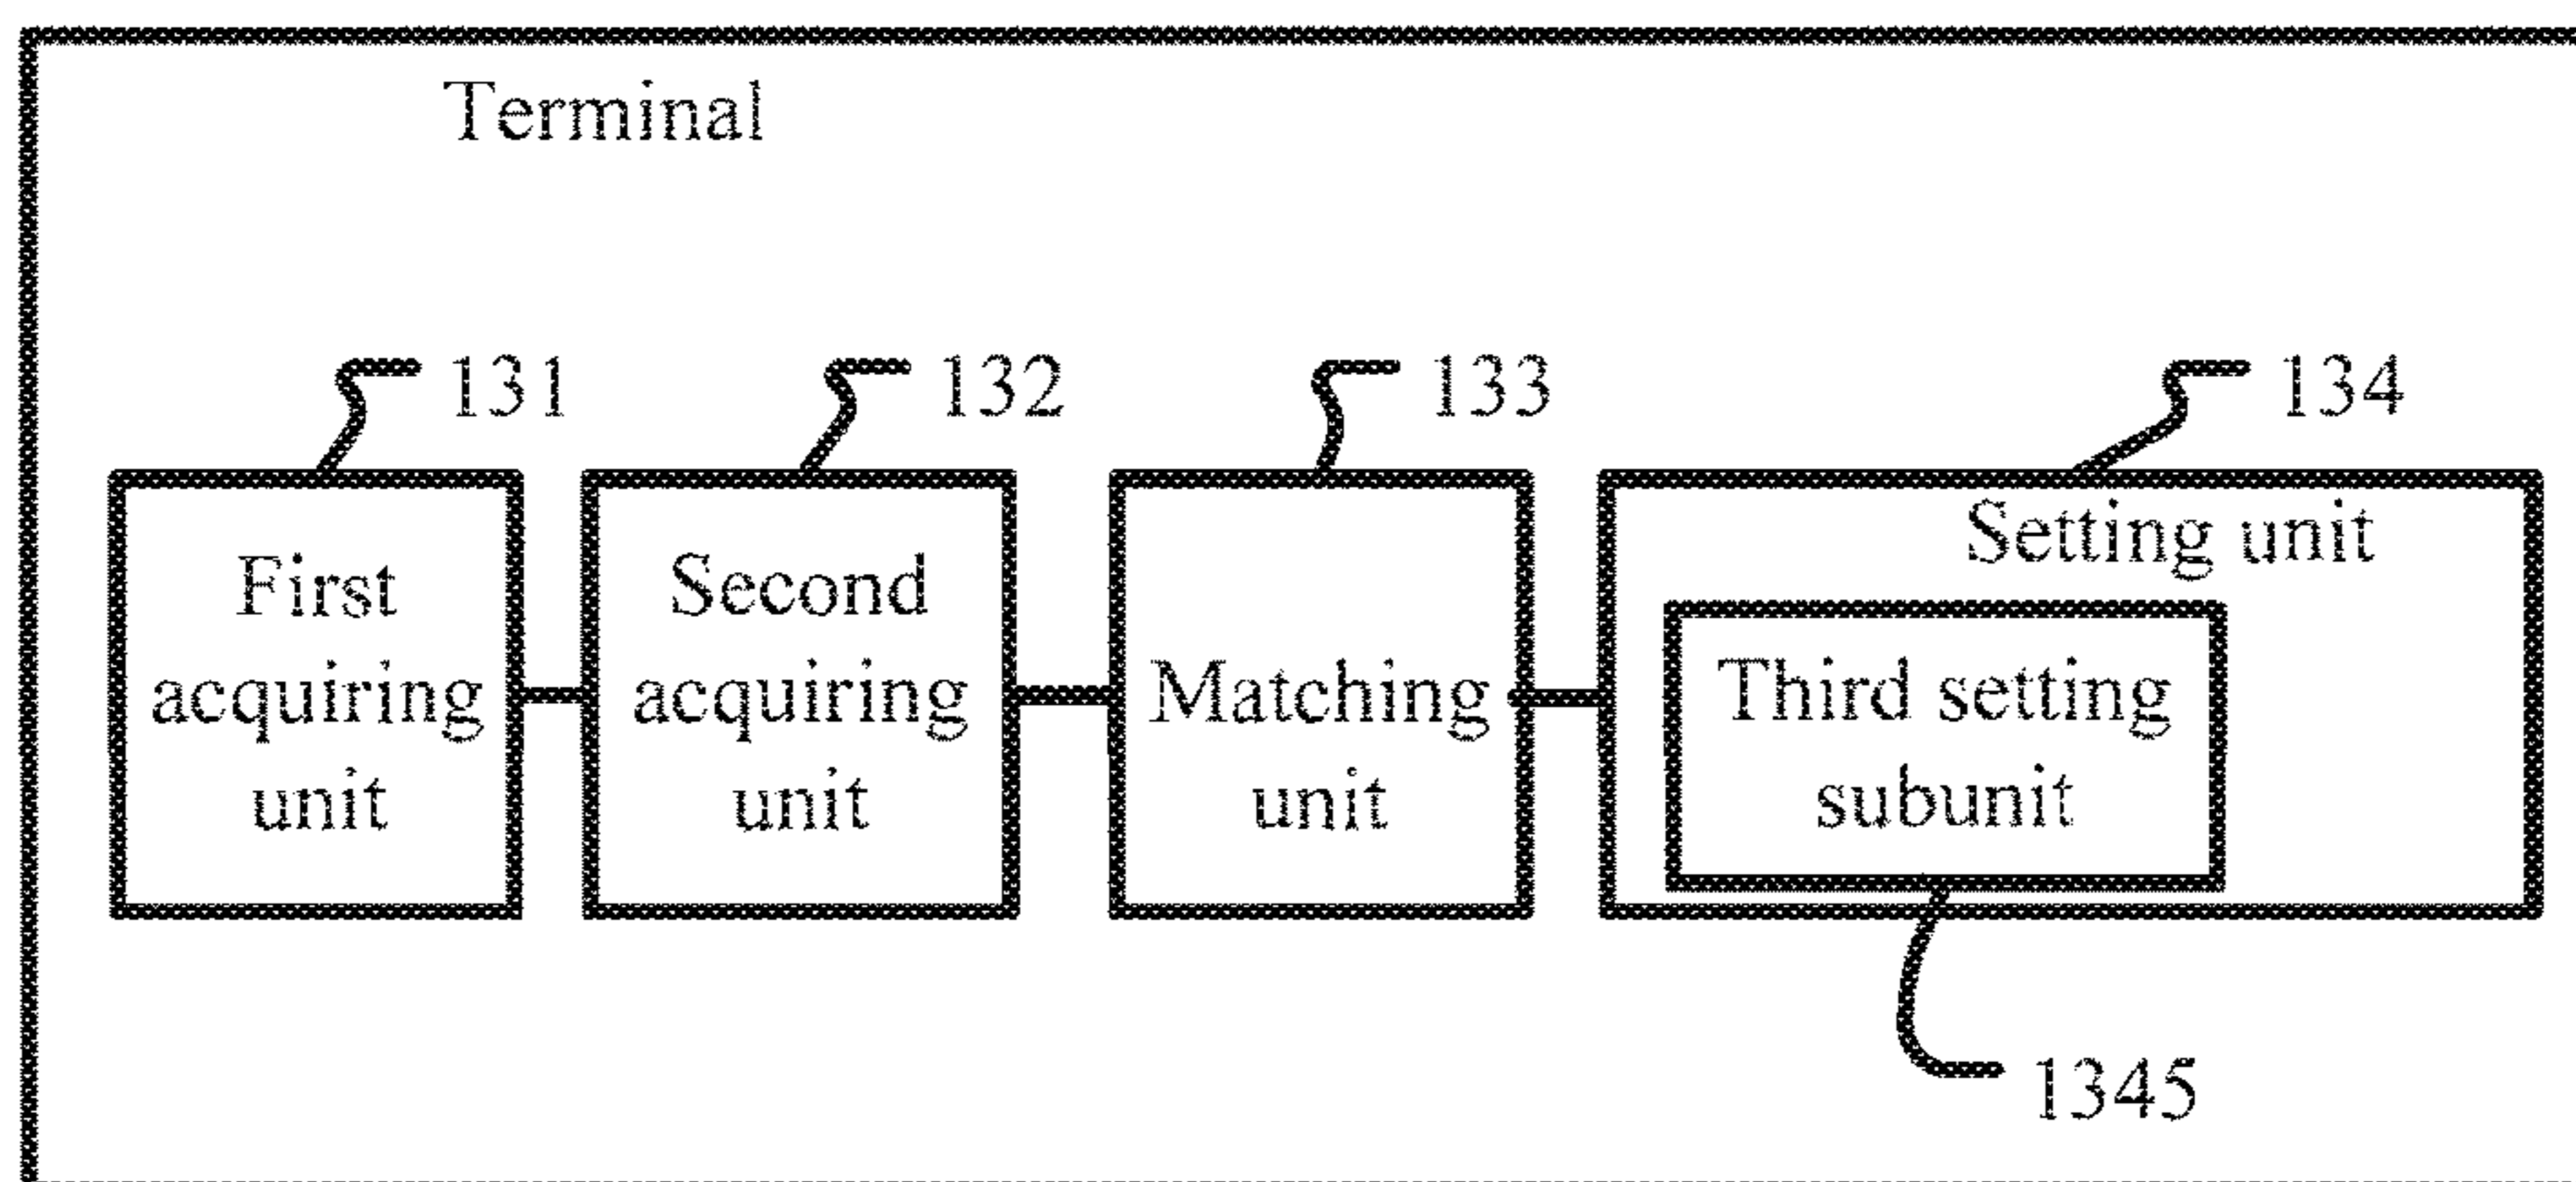 Terminal
131
132
133
134
First
acquiring
unit
Second
acquiring
unit
Matching
unit
Setting unit
Third setting
subunit
1345